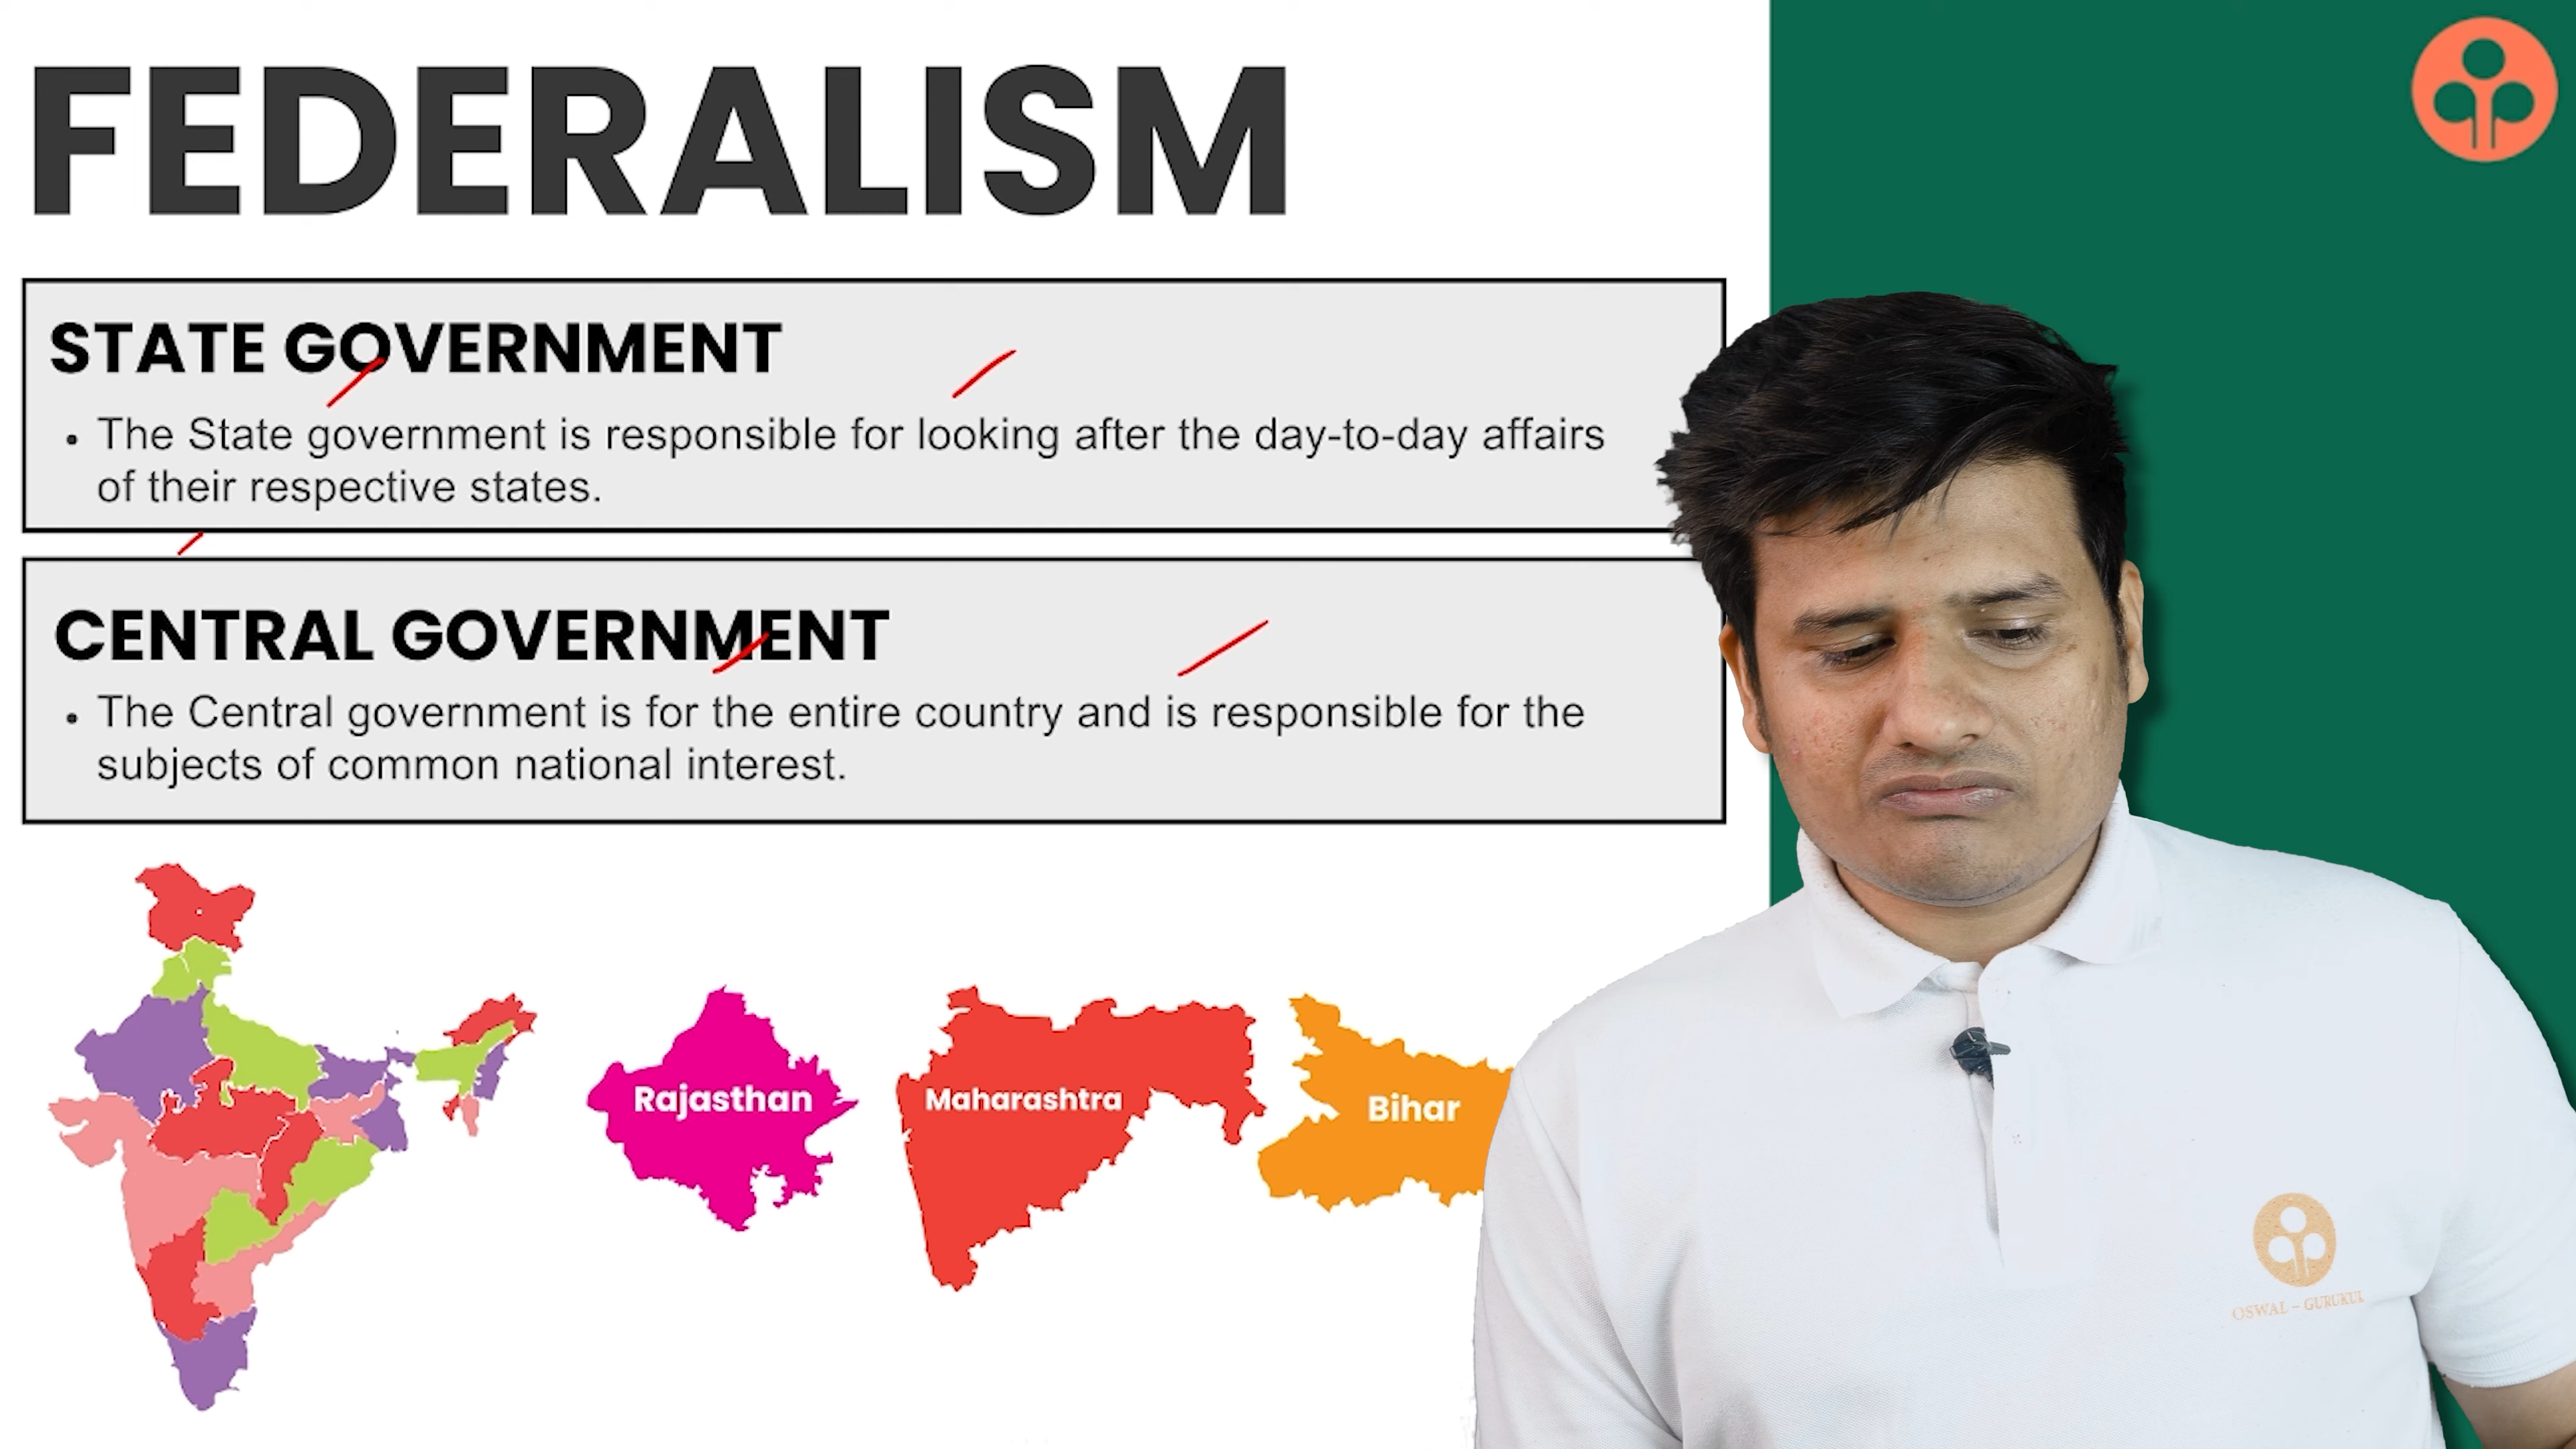 FEDERALISM
STATE GOVERNMENT
• The State government is responsible for looking after the day-to-day affairs
of their respective states.
CENTRAL GOVERNMENT
• The Central government is for the entire country and is responsible for the
subjects of common national interest.
Rajasthan
Maharashtra
Bihar
OSWAL – GURUKUL